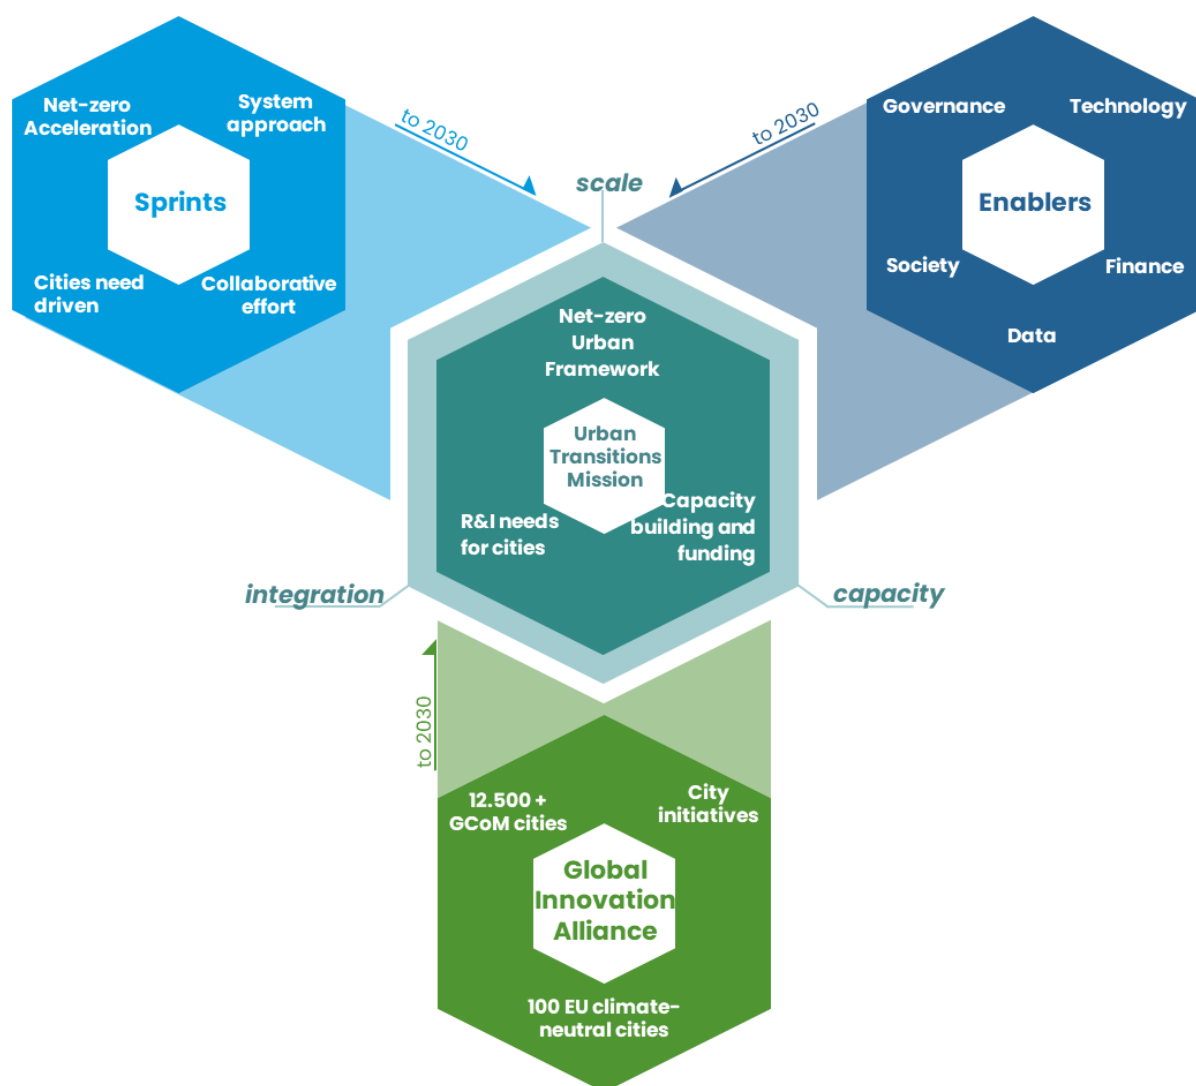 Net-zero
Acceleration
System
approach
Sprints
Cities need
driven
Collaborative
effort
to 2030
scale
to 2030
Governance
Technology
Enablers
Society
Finance
Data
Net-zero
Urban
Framework
Urban
Transitions
Mission
R&I needs
for cities
Capacity
building and
funding
integration
capacity
to 2030
12.500 +
GCoM cities
City
initiatives
Global
Innovation
Alliance
100 EU climate-
neutral cities